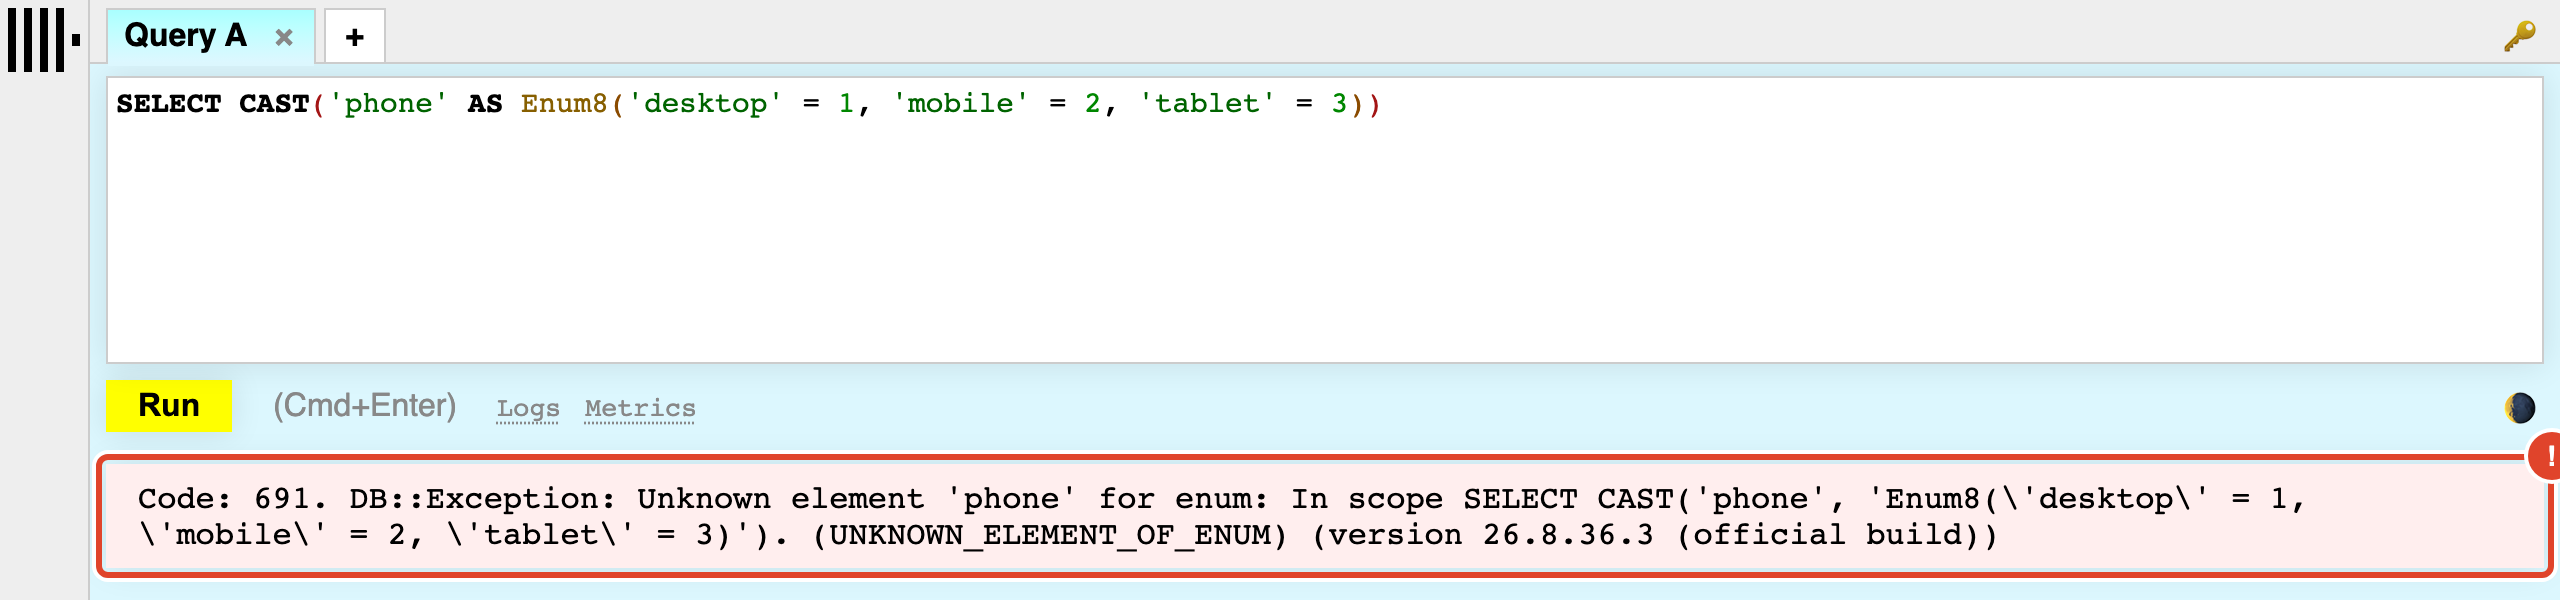 Query A × +
SELECT CAST('phone' AS Enum8('desktop' = 1, 'mobile' = 2, 'tablet' = 3))
Run (Cmd+Enter) Logs Metrics
!
Code: 691. DB::Exception: Unknown element 'phone' for enum: In scope SELECT CAST('phone', 'Enum8(\'desktop\' = 1,
\'mobile\' = 2, \'tablet\' = 3)'). (UNKNOWN_ELEMENT_OF_ENUM) (version 26.8.36.3 (official build))